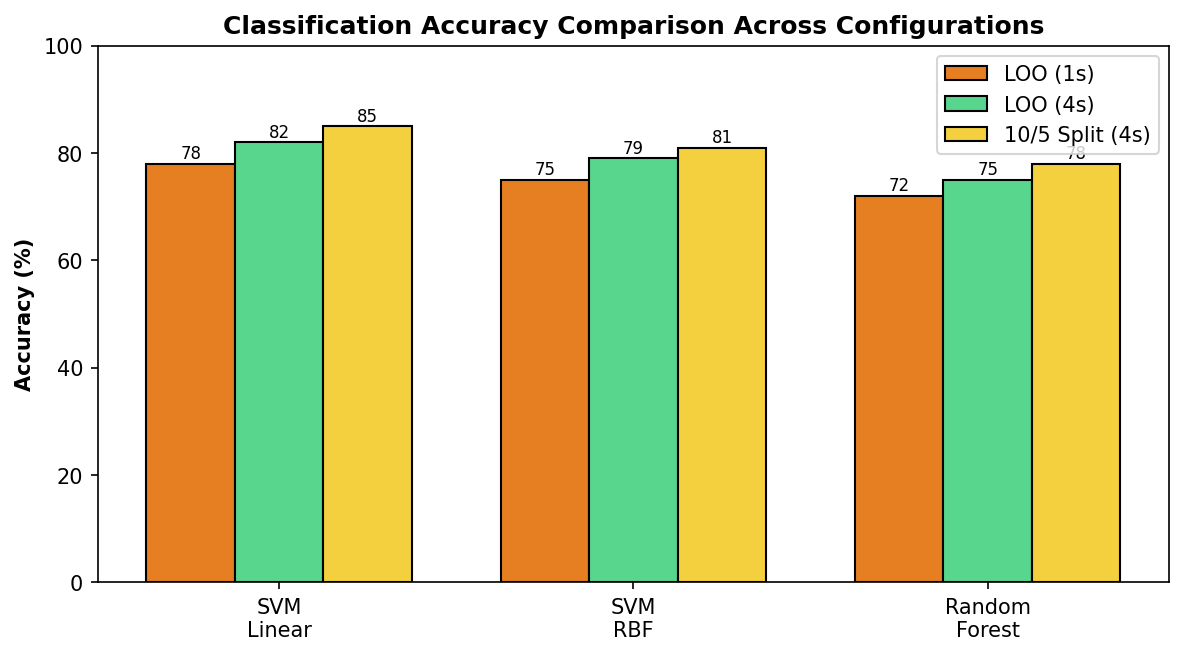 Classification Accuracy Comparison Across Configurations
Accuracy (%)
100
80
60
40
20
0
LOO (1s)
LOO (4s)
10/5 Split (4s)
78
82
85
75
79
81
72
75
78
SVM
Linear
SVM
RBF
Random
Forest